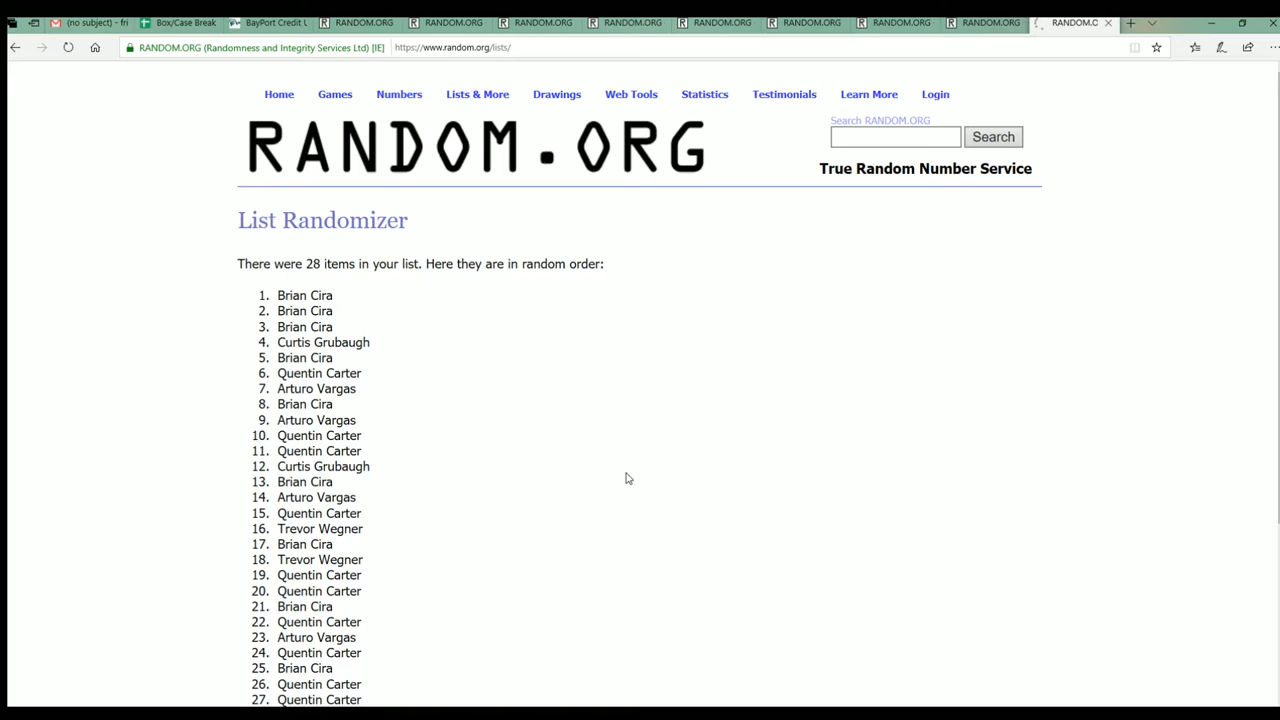 (no subject) - fri
Box/Case Break
BayPort Credit U
RANDOM.ORG
RANDOM.ORG
RANDOM.ORG
RANDOM.ORG
RANDOM.ORG
RANDOM.ORG
RANDOM.ORG
RANDOM.ORG
RANDOM.C
RANDOM.ORG (Randomness and Integrity Services Ltd) [IE]
https://www.random.org/lists/
Home Games Numbers Lists & More Drawings Web Tools Statistics Testimonials Learn More Login
Search RANDOM.ORG
RANDOM.ORG
Search
True Random Number Service
List Randomizer
There were 28 items in your list. Here they are in random order:
1. Brian Cira
2. Brian Cira
3. Brian Cira
4. Curtis Grubaugh
5. Brian Cira
6. Quentin Carter
7. Arturo Vargas
8. Brian Cira
9. Arturo Vargas
10. Quentin Carter
11. Quentin Carter
12. Curtis Grubaugh
13. Brian Cira
14. Arturo Vargas
15. Quentin Carter
16. Trevor Wegner
17. Brian Cira
18. Trevor Wegner
19. Quentin Carter
20. Quentin Carter
21. Brian Cira
22. Quentin Carter
23. Arturo Vargas
24. Quentin Carter
25. Brian Cira
26. Quentin Carter
27. Quentin Carter